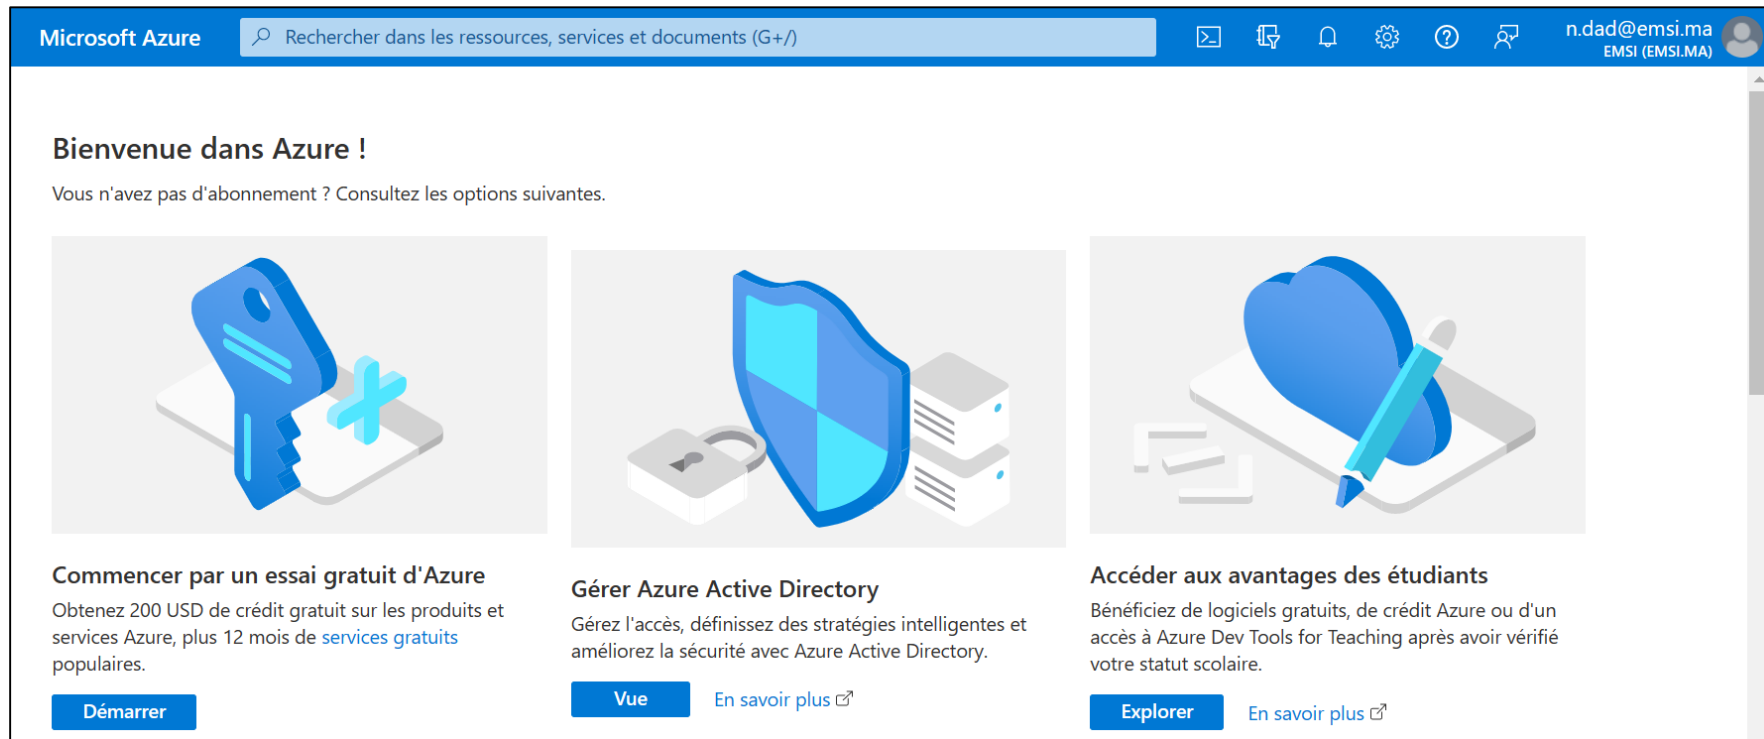 Microsoft Azure
Rechercher dans les ressources, services et documents (G+/)
n.dad@emsi.ma
EMSI (EMSI.MA)
Bienvenue dans Azure !
Vous n'avez pas d'abonnement ? Consultez les options suivantes.
Commencer par un essai gratuit d'Azure
Obtenez 200 USD de crédit gratuit sur les produits et
services Azure, plus 12 mois de services gratuits
populaires.
Démarrer
Gérer Azure Active Directory
Gérez l'accès, définissez des stratégies intelligentes et
améliorez la sécurité avec Azure Active Directory.
Vue
En savoir plus
Accéder aux avantages des étudiants
Bénéficiez de logiciels gratuits, de crédit Azure ou d'un
accès à Azure Dev Tools for Teaching après avoir vérifié
votre statut scolaire.
Explorer
En savoir plus